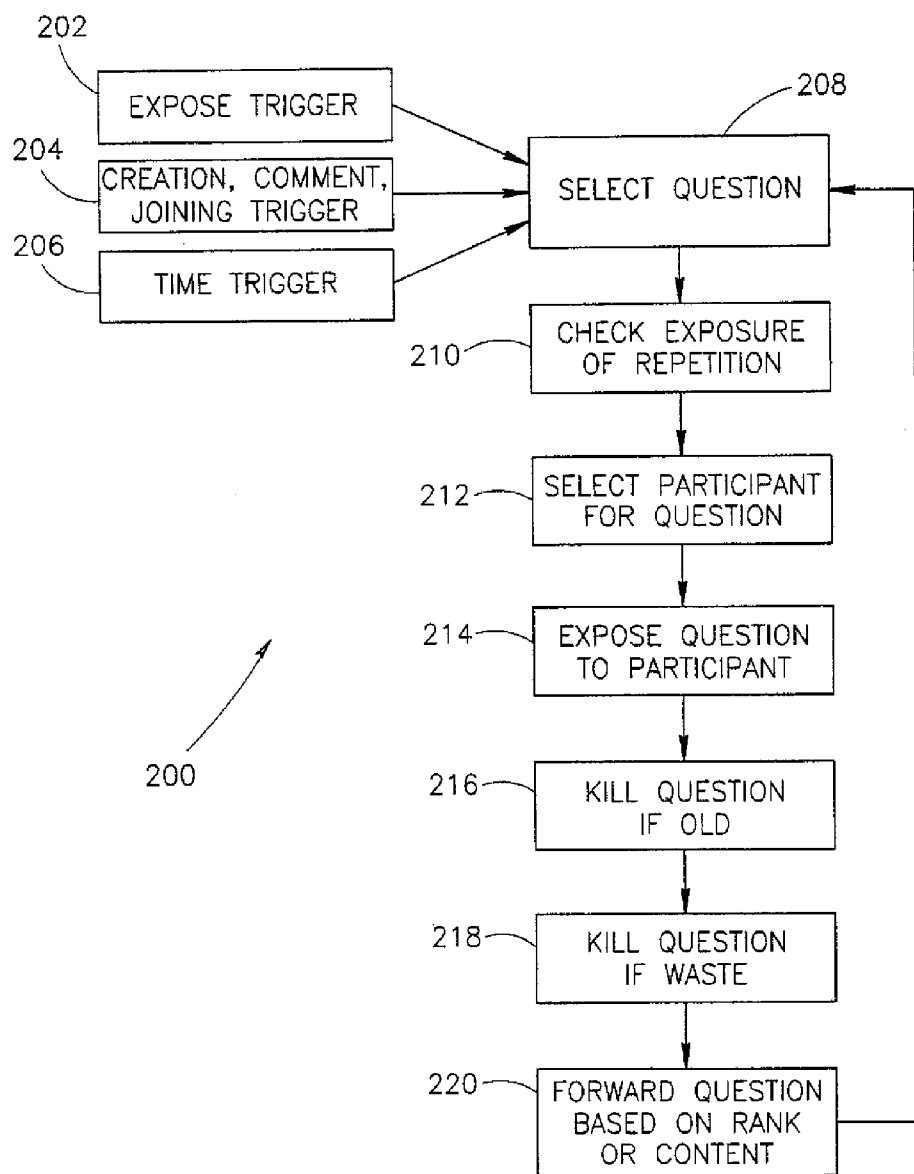 202
EXPOSE TRIGGER
204
CREATION, COMMENT,
JOINING TRIGGER
206
TIME TRIGGER
208
SELECT QUESTION
210
CHECK EXPOSURE
OF REPETITION
212
SELECT PARTICIPANT
FOR QUESTION
214
EXPOSE QUESTION
TO PARTICIPANT
200
216
KILL QUESTION
IF OLD
218
KILL QUESTION
IF WASTE
220
FORWARD QUESTION
BASED ON RANK
OR CONTENT